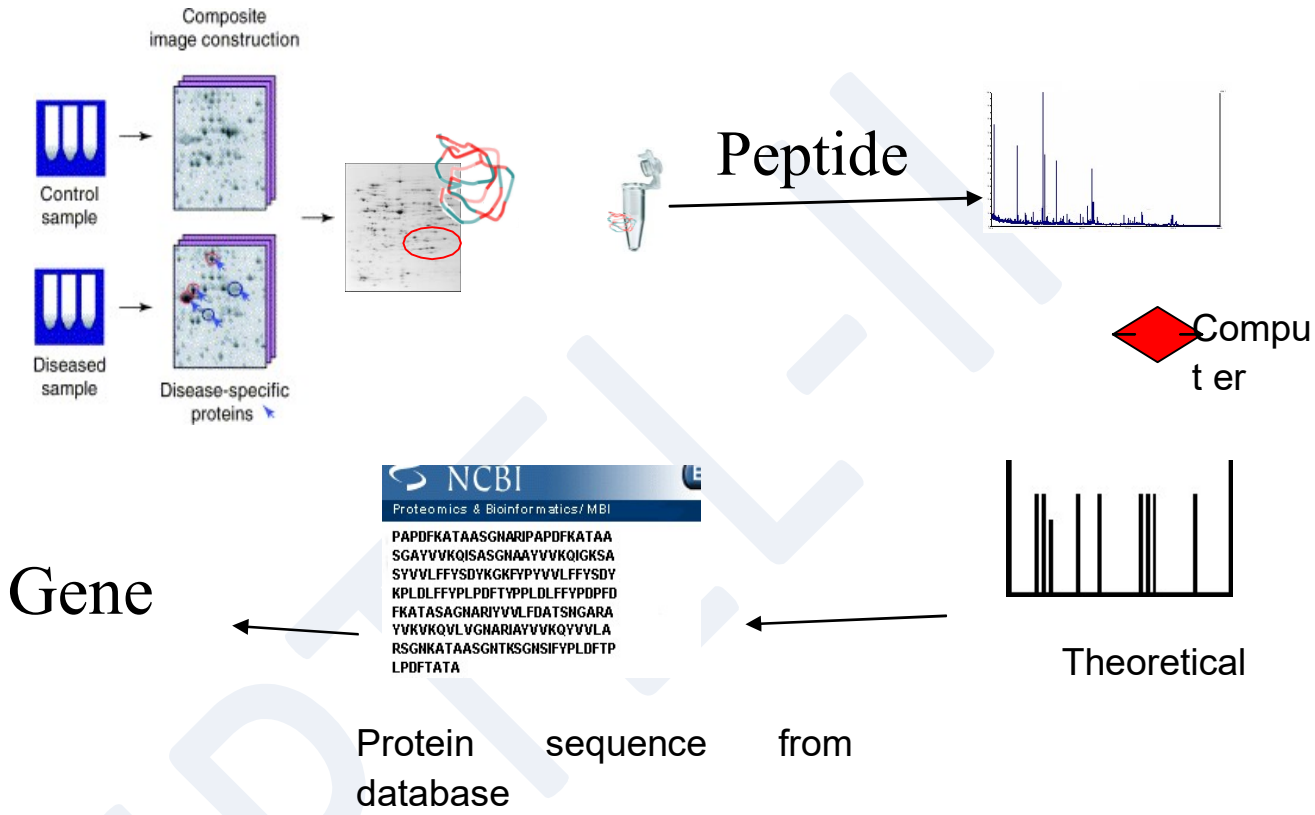 Composite
image construction
Control
sample
Diseased
sample
Disease-specific
proteins
Peptide
Compu
t er
NCBI
Proteomics & Bioinformatics/ MBI
PAPDFKATAASGNARIPAPDFKATAA
SGAYVVKQISASGNAAYVVKQIGKSA
SYVVLFFYSDYKGKFYPYVVLFFYSDY
KPLDLFFYPLPDFTYPPLDLFFYPDPFD
FKATASAGNARIYVVLFDATSNGARA
YVKVKQVLVGNARIAYVVKQYVVLA
RSGNKATAASGNTKSGNSIFYPLDFTP
LPDFTATA
Gene
Theoretical
Protein sequence from
database